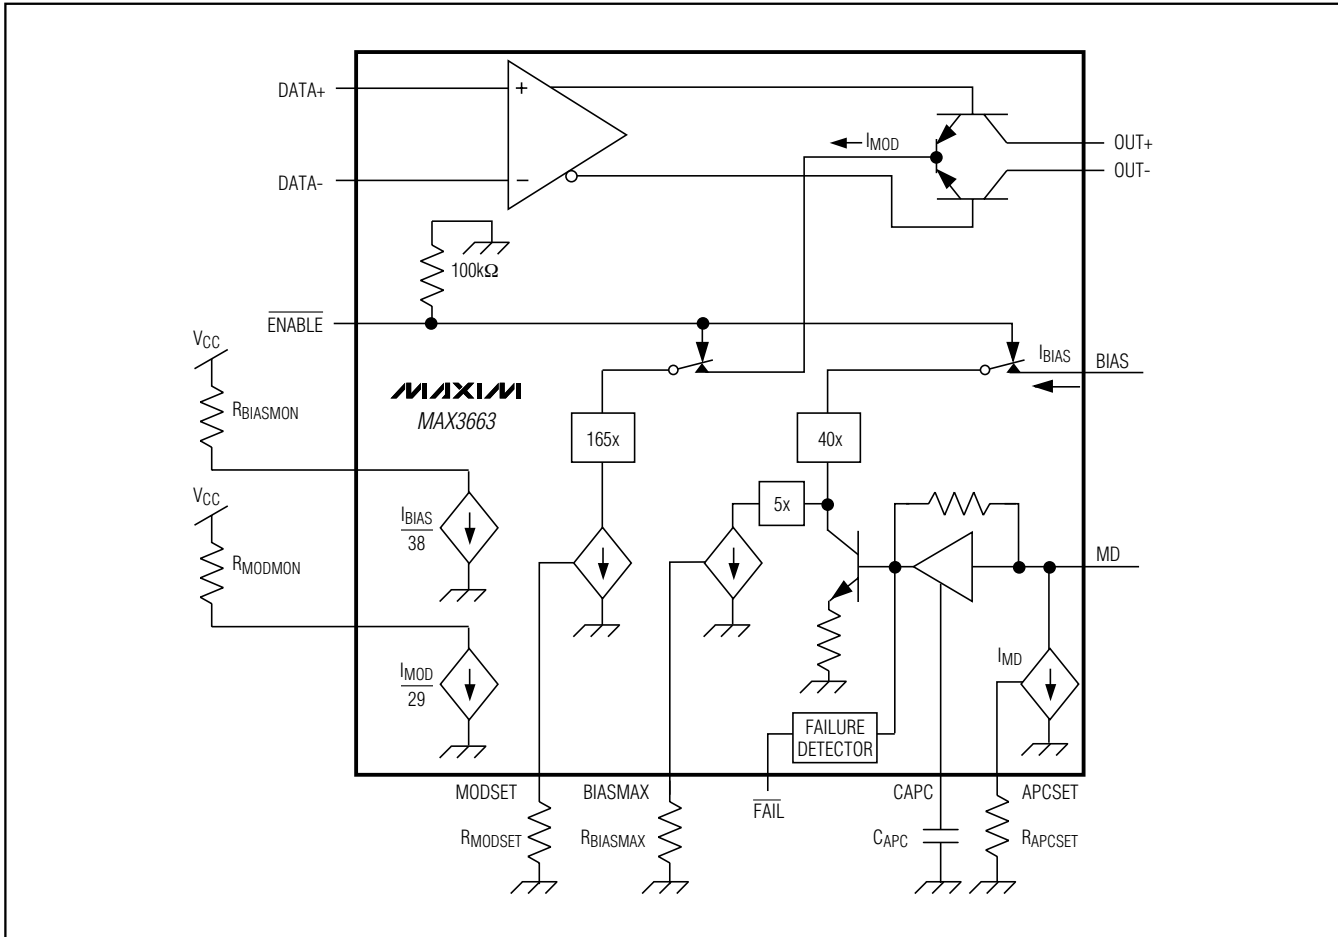 DATA+
DATA-
IMOD
OUT+
OUT-
100kΩ
ENABLE
VCC
RBIASMON
MAXIM
MAX3663
IBIAS
BIAS
165x
40x
5x
VCC
RMODMON
IBIAS
38
MD
IMOD
29
IMD
FAILURE
DETECTOR
MODSET
BIASMAX
FAIL
CAPC
APCSET
RMODSET
RBIASMAX
CAPC
RAPCSET